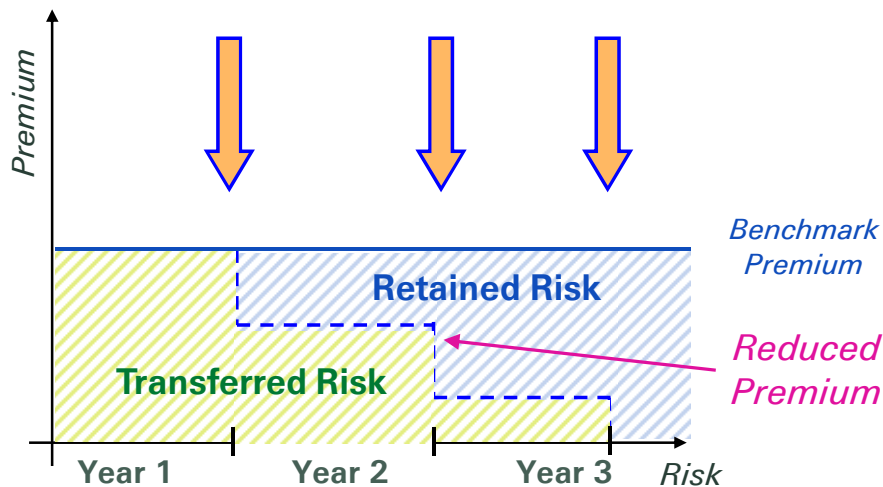 Premium
Benchmark
Premium
Retained Risk
Reduced
Premium
Transferred Risk
Year 1
Year 2
Year 3
Risk